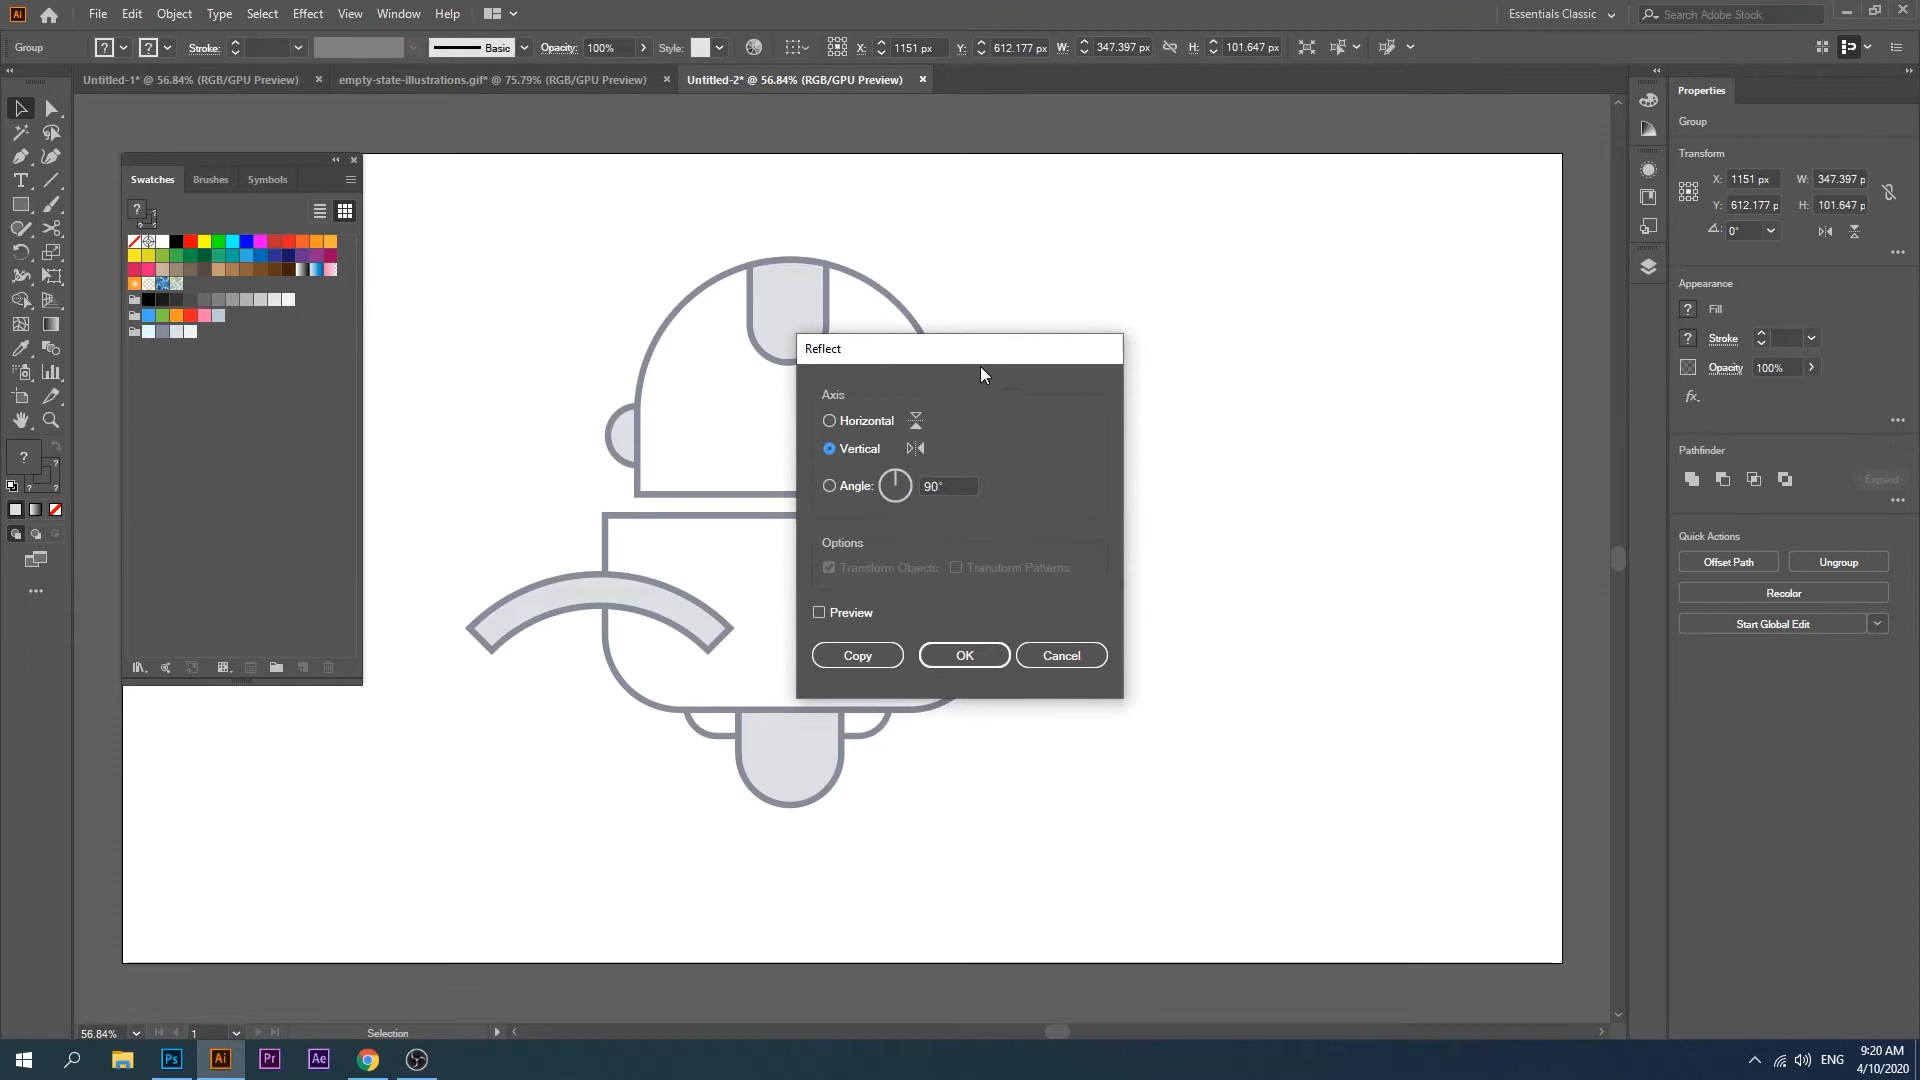 Ai File Edit Object Type Select Effect View Window Help Essentials Classic Search Adobe Stock
Group ? ? Stroke: Basic Opacity: 100% Style: X: 1151 px Y: 612.177 px W: 347.397 px H: 101.647 px
Untitled-1* @ 56.84% (RGB/GPU Preview) × empty-state-illustrations.gif* @ 75.79% (RGB/GPU Preview) × Untitled-2* @ 56.84% (RGB/GPU Preview) ×
Swatches Brushes Symbols
?
Reflect
Axis
Horizontal
Vertical
Angle: 90°
Options
Transform Objects Transform Patterns
Preview
Copy OK Cancel
Properties
Group
Transform
X: 1151 px W: 347.397 p
Y: 612.177 p H: 101.647 p
0°
Appearance
? Fill
? Stroke
Opacity 100%
fx.
Pathfinder
Expand
Quick Actions
Offset Path Ungroup
Recolor
Start Global Edit
? ?
? ?
56.84% 1 Selection
Ps Ai Pr Ae ENG 9:20 AM
4/10/2020